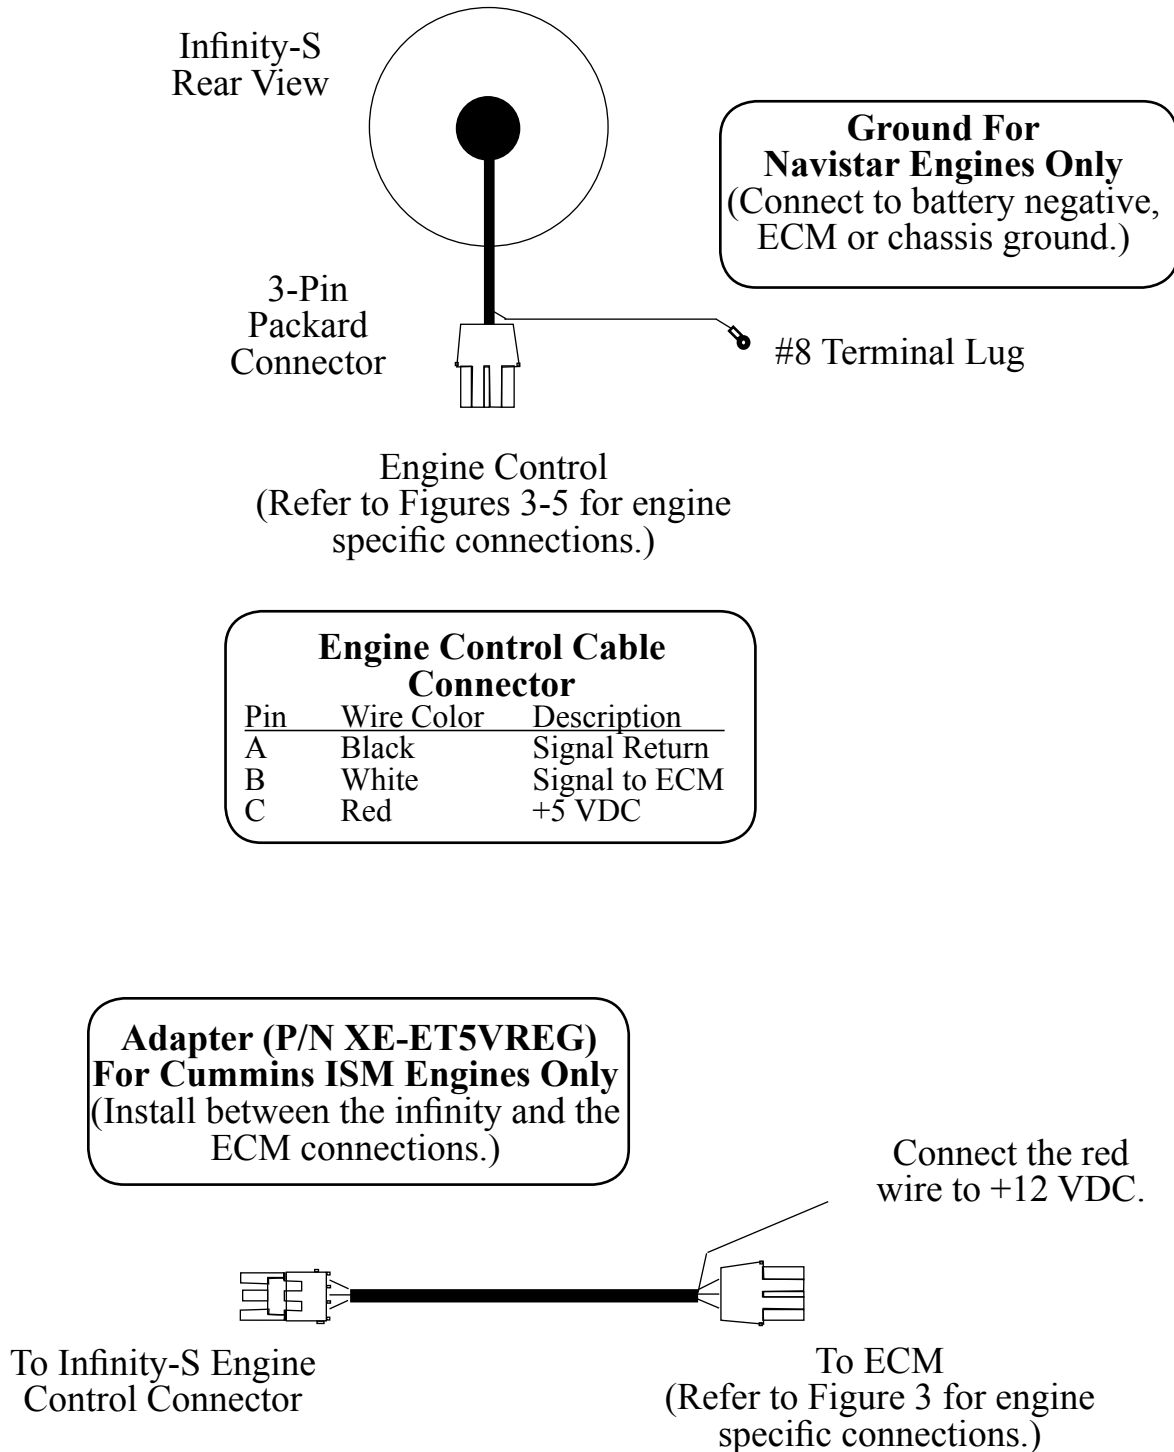 Infinity-S
Rear View
Ground For
Navistar Engines Only
(Connect to battery negative,
ECM or chassis ground.)
3-Pin
Packard
Connector
#8 Terminal Lug
Engine Control
(Refer to Figures 3-5 for engine
specific connections.)
Engine Control Cable
Connector
Pin Wire Color Description
A Black Signal Return
B White Signal to ECM
C Red +5 VDC
Adapter (P/N XE-ET5VREG)
For Cummins ISM Engines Only
(Install between the infinity and the
ECM connections.)
Connect the red
wire to +12 VDC.
To Infinity-S Engine
Control Connector
To ECM
(Refer to Figure 3 for engine
specific connections.)